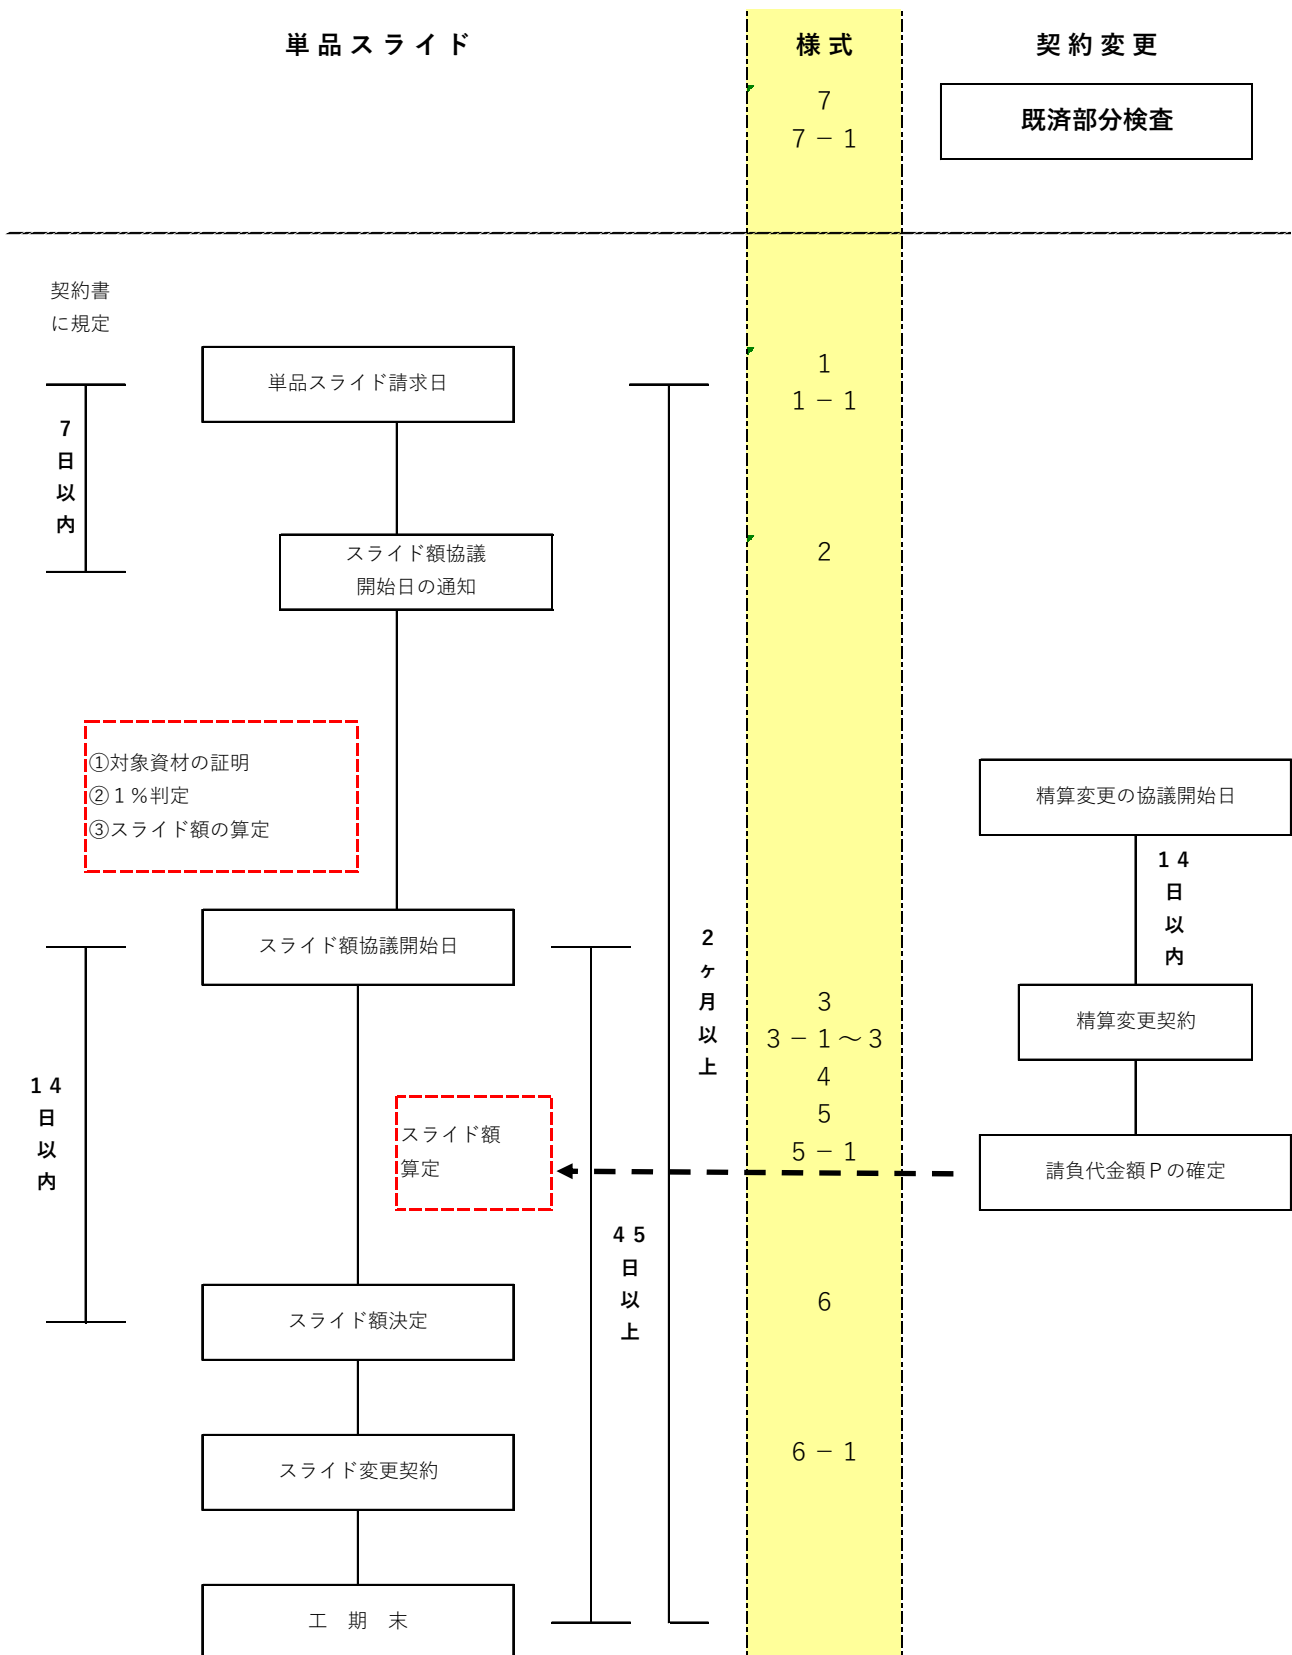 単品スライド
様式
契約変更
7
7－1
既済部分検査
契約書
に規定
単品スライド請求日
1
1－1
7日以内
スライド額協議
開始日の通知
2
①対象資材の証明
②１％判定
③スライド額の算定
精算変更の協議開始日
14日以内
スライド額協議開始日
2ヶ月以上
3
3－1～3
4
5
5－1
精算変更契約
14日以内
スライド額
算定
請負代金額Ｐの確定
45日以上
スライド額決定
6
スライド変更契約
6－1
工　期　末